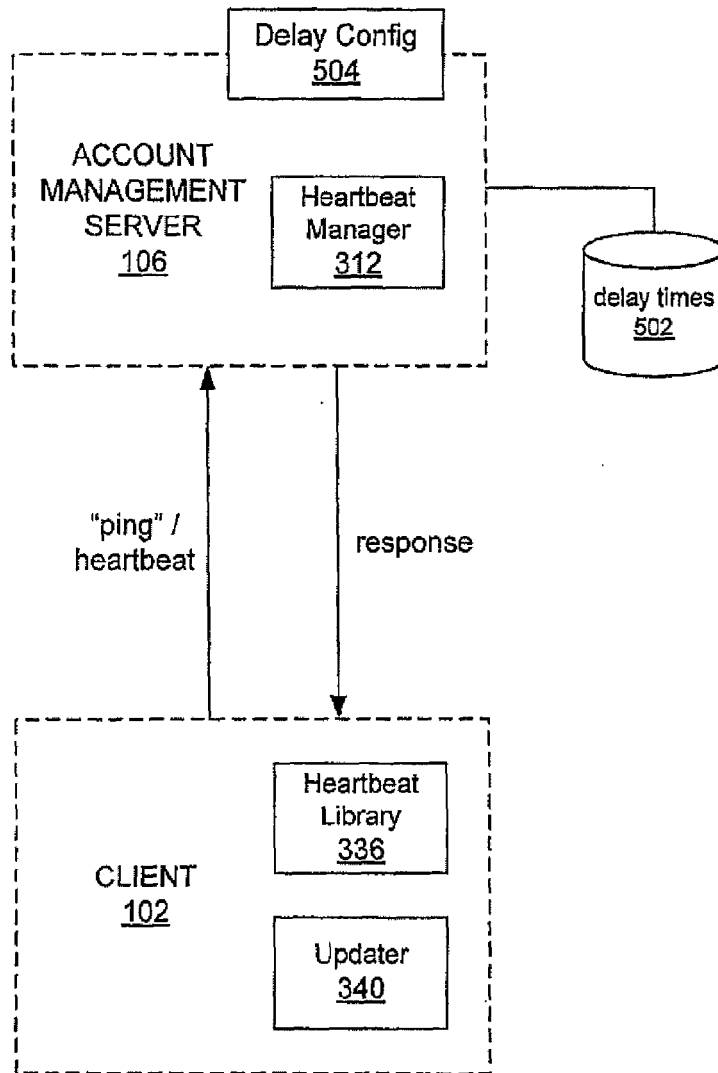 Delay Config
504
ACCOUNT
MANAGEMENT
SERVER
106
Heartbeat
Manager
312
delay times
502
"ping" /
heartbeat
response
Heartbeat
Library
336
CLIENT
102
Updater
340